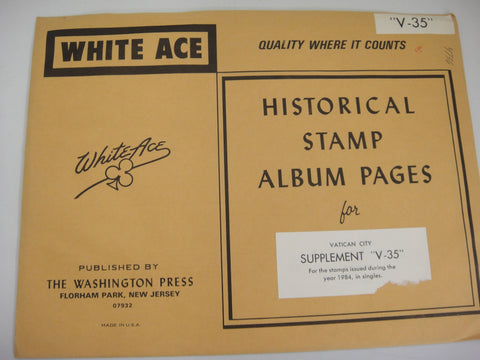 "V-35"
WHITE ACE
QUALITY WHERE IT COUNTS
HISTORICAL
STAMP
ALBUM PAGES
for
White Ace
VATICAN CITY
SUPPLEMENT "V-35"
For the stamps issued during the
year 1984, in singles.
PUBLISHED BY
THE WASHINGTON PRESS
FLORHAM PARK, NEW JERSEY
07932
MADE IN U.S.A.